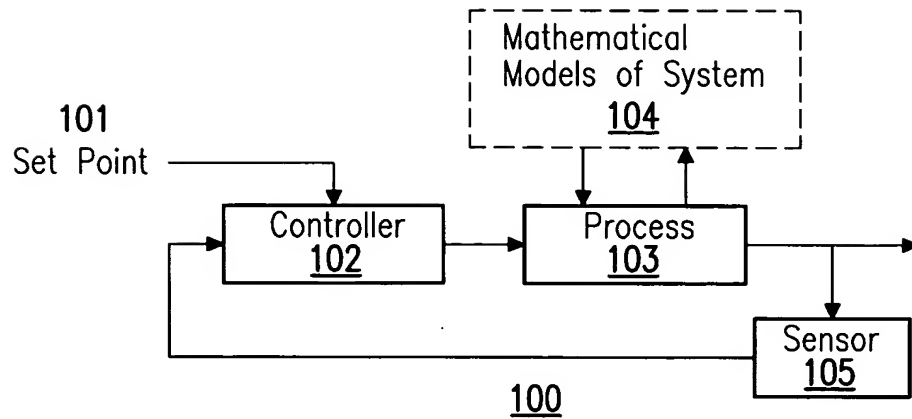 Mathematical
Models of System
104
101
Set Point
Controller
102
Process
103
Sensor
105
100